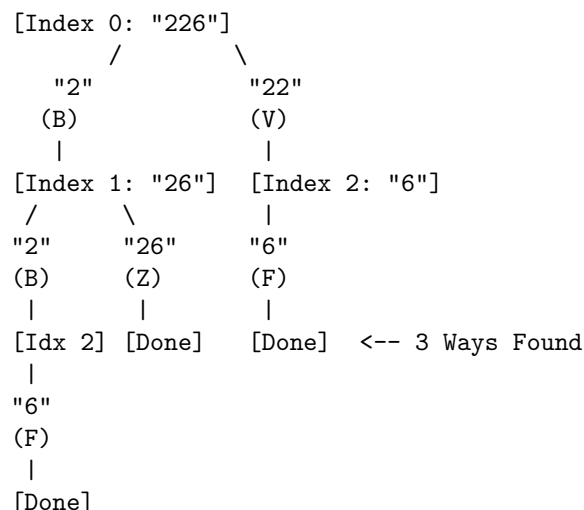 [Index 0: "226"]
/ \
"2" "22"
(B) (V)
| |
[Index 1: "26"] [Index 2: "6"]
/ \ |
"2" "26" "6"
(B) (Z) (F)
| | |
[Idx 2] [Done] [Done] <-- 3 Ways Found
|
"6"
(F)
|
[Done]